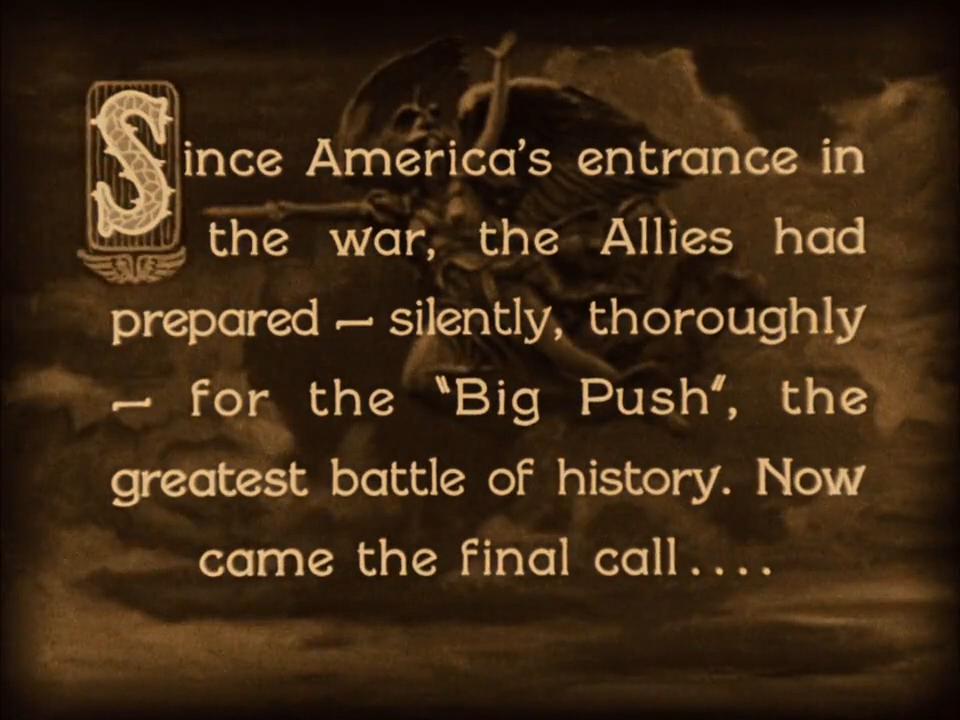 Since America's entrance in
the war, the Allies had
prepared — silently, thoroughly
— for the "Big Push", the
greatest battle of history. Now
came the final call....